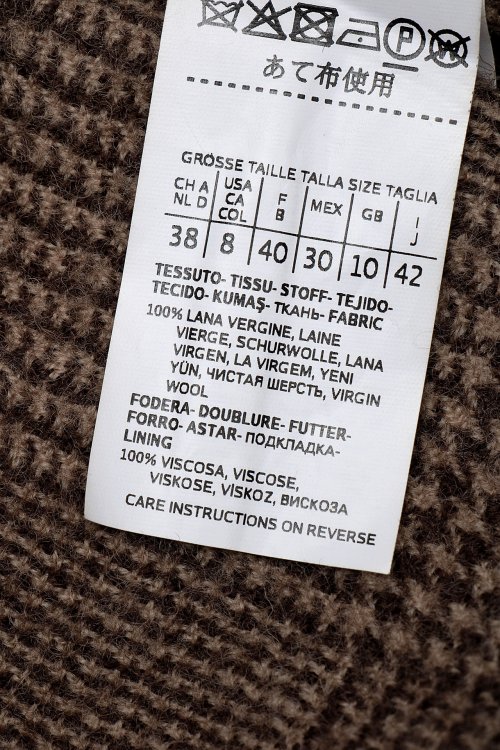 あて布使用
GRÖSSE TAILLE TALLA SIZE TAGLIA
CH A NL D
USA CA COL
F B
MEX
GB
I J
38 8 40 30 10 42
TESSUTO- TISSU- STOFF- TEJIDO-
TECIDO- KUMAŞ- ТКАНЬ- FABRIC
100% LANA VERGINE, LAINE
VIERGE, SCHURWOLLE, LANA
VIRGEN, LA VIRGEM, YENI
YÜN, ЧИСТАЯ ШЕРСТЬ, VIRGIN
WOOL
FODERA- DOUBLURE- FUTTER-
FORRO- ASTAR- ПОДКЛАДКА-
LINING
100% VISCOSA, VISCOSE,
VISKOSE, VISKOZ, ВИСКОЗА
CARE INSTRUCTIONS ON REVERSE